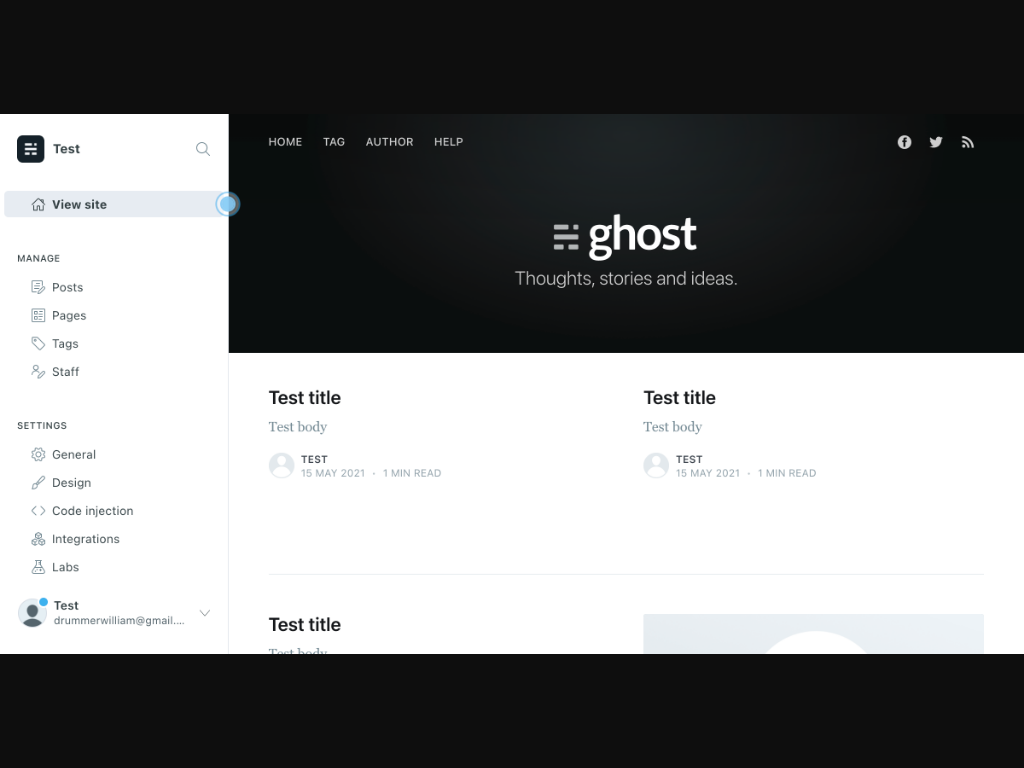 Test
View site
MANAGE
Posts
Pages
Tags
Staff
SETTINGS
General
Design
Code injection
Integrations
Labs
Test
drummerwilliam@gmail....
HOME TAG AUTHOR HELP
ghost
Thoughts, stories and ideas.
Test title
Test body
TEST
15 MAY 2021 • 1 MIN READ
Test title
Test body
TEST
15 MAY 2021 • 1 MIN READ
Test title
Test body